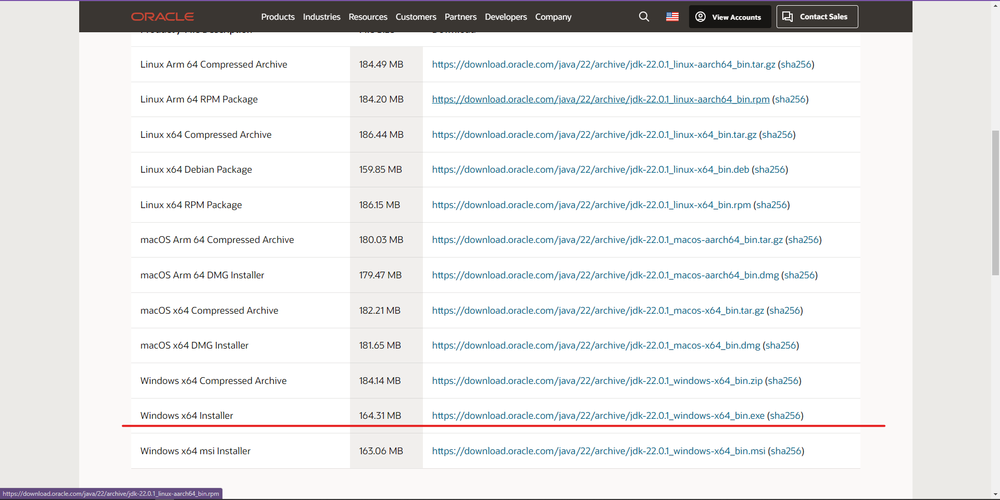 ORACLE Products Industries Resources Customers Partners Developers Company View Accounts Contact Sales
Product / File Description File Size Download
Linux Arm 64 Compressed Archive 184.49 MB https://download.oracle.com/java/22/archive/jdk-22.0.1_linux-aarch64_bin.tar.gz (sha256)
Linux Arm 64 RPM Package 184.20 MB https://download.oracle.com/java/22/archive/jdk-22.0.1_linux-aarch64_bin.rpm (sha256)
Linux x64 Compressed Archive 186.44 MB https://download.oracle.com/java/22/archive/jdk-22.0.1_linux-x64_bin.tar.gz (sha256)
Linux x64 Debian Package 159.85 MB https://download.oracle.com/java/22/archive/jdk-22.0.1_linux-x64_bin.deb (sha256)
Linux x64 RPM Package 186.15 MB https://download.oracle.com/java/22/archive/jdk-22.0.1_linux-x64_bin.rpm (sha256)
macOS Arm 64 Compressed Archive 180.03 MB https://download.oracle.com/java/22/archive/jdk-22.0.1_macos-aarch64_bin.tar.gz (sha256)
macOS Arm 64 DMG Installer 179.47 MB https://download.oracle.com/java/22/archive/jdk-22.0.1_macos-aarch64_bin.dmg (sha256)
macOS x64 Compressed Archive 182.21 MB https://download.oracle.com/java/22/archive/jdk-22.0.1_macos-x64_bin.tar.gz (sha256)
macOS x64 DMG Installer 181.65 MB https://download.oracle.com/java/22/archive/jdk-22.0.1_macos-x64_bin.dmg (sha256)
Windows x64 Compressed Archive 184.14 MB https://download.oracle.com/java/22/archive/jdk-22.0.1_windows-x64_bin.zip (sha256)
Windows x64 Installer 164.31 MB https://download.oracle.com/java/22/archive/jdk-22.0.1_windows-x64_bin.exe (sha256)
Windows x64 msi Installer 163.06 MB https://download.oracle.com/java/22/archive/jdk-22.0.1_windows-x64_bin.msi (sha256)
https://download.oracle.com/java/22/archive/jdk-22.0.1_linux-aarch64_bin.rpm